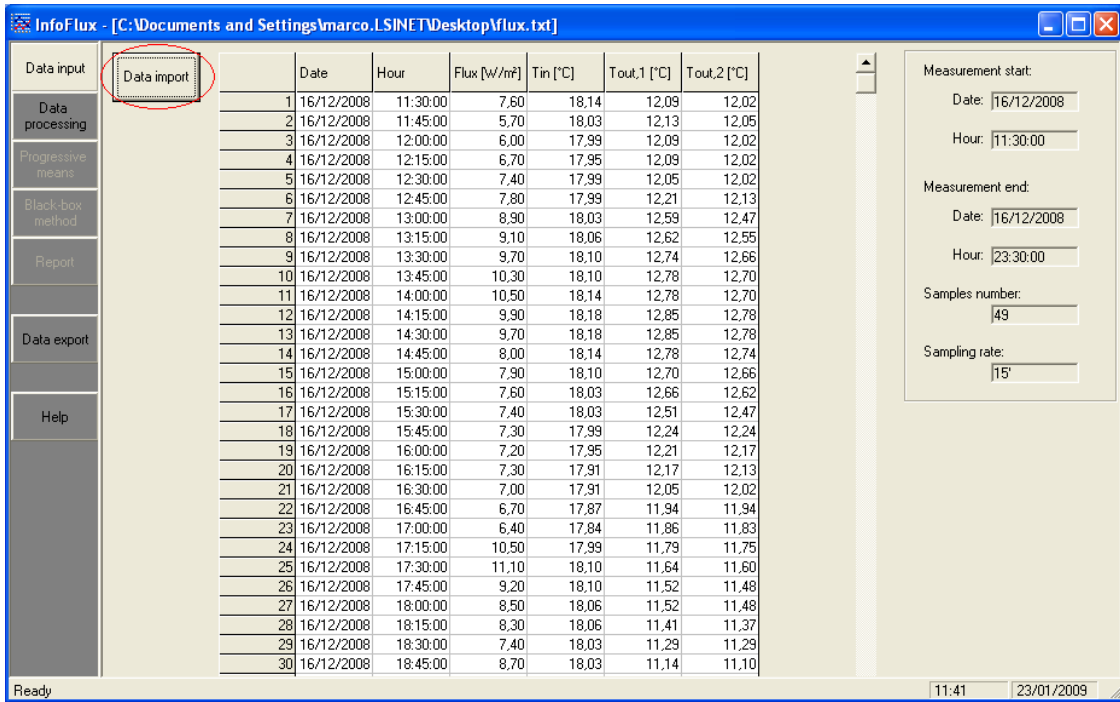 InfoFlux - [C:\Documents and Settings\marco.LSINET\Desktop\flux.txt]
Data input
Data processing
Progressive means
Black-box method
Report
Data export
Help
Data import
Date Hour Flux [W/m²] Tin [°C] Tout,1 [°C] Tout,2 [°C]
1 16/12/2008 11:30:00 7,60 18,14 12,09 12,02
2 16/12/2008 11:45:00 5,70 18,03 12,13 12,05
3 16/12/2008 12:00:00 6,00 17,99 12,09 12,02
4 16/12/2008 12:15:00 6,70 17,95 12,09 12,02
5 16/12/2008 12:30:00 7,40 17,99 12,05 12,02
6 16/12/2008 12:45:00 7,80 17,99 12,21 12,13
7 16/12/2008 13:00:00 8,90 18,03 12,59 12,47
8 16/12/2008 13:15:00 9,10 18,06 12,62 12,55
9 16/12/2008 13:30:00 9,70 18,10 12,74 12,66
10 16/12/2008 13:45:00 10,30 18,10 12,78 12,70
11 16/12/2008 14:00:00 10,50 18,14 12,78 12,70
12 16/12/2008 14:15:00 9,90 18,18 12,85 12,78
13 16/12/2008 14:30:00 9,70 18,18 12,85 12,78
14 16/12/2008 14:45:00 8,00 18,14 12,78 12,74
15 16/12/2008 15:00:00 7,90 18,10 12,70 12,66
16 16/12/2008 15:15:00 7,60 18,03 12,66 12,62
17 16/12/2008 15:30:00 7,40 18,03 12,51 12,47
18 16/12/2008 15:45:00 7,30 17,99 12,24 12,24
19 16/12/2008 16:00:00 7,20 17,95 12,21 12,17
20 16/12/2008 16:15:00 7,30 17,91 12,17 12,13
21 16/12/2008 16:30:00 7,00 17,91 12,05 12,02
22 16/12/2008 16:45:00 6,70 17,87 11,94 11,94
23 16/12/2008 17:00:00 6,40 17,84 11,86 11,83
24 16/12/2008 17:15:00 10,50 17,99 11,79 11,75
25 16/12/2008 17:30:00 11,10 18,10 11,64 11,60
26 16/12/2008 17:45:00 9,20 18,10 11,52 11,48
27 16/12/2008 18:00:00 8,50 18,06 11,52 11,48
28 16/12/2008 18:15:00 8,30 18,06 11,41 11,37
29 16/12/2008 18:30:00 7,40 18,03 11,29 11,29
30 16/12/2008 18:45:00 8,70 18,03 11,14 11,10
Measurement start:
Date: 16/12/2008
Hour: 11:30:00
Measurement end:
Date: 16/12/2008
Hour: 23:30:00
Samples number:
49
Sampling rate:
15'
Ready 11:41 23/01/2009